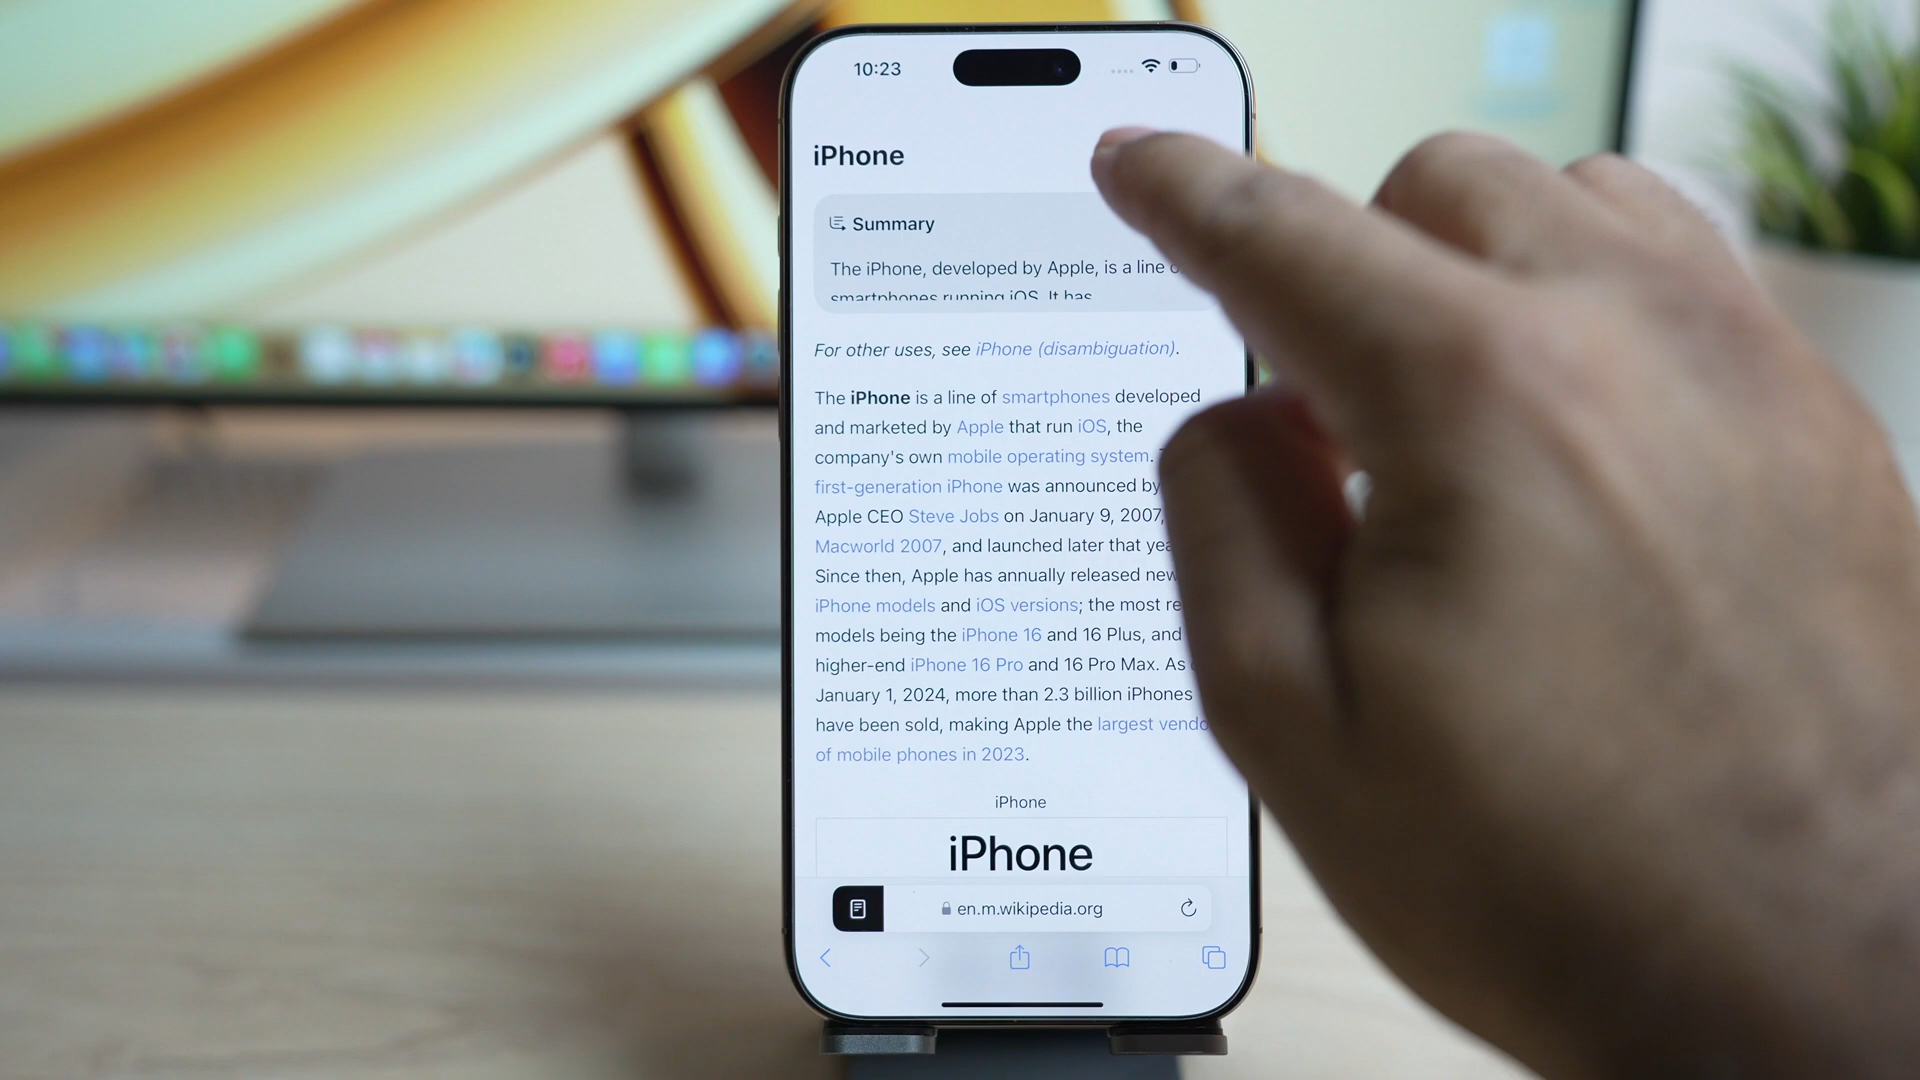 10:23
iPhone
Summary
The iPhone, developed by Apple, is a line
smartphones running iOS. It has
For other uses, see iPhone (disambiguation).
The iPhone is a line of smartphones developed
and marketed by Apple that run iOS, the
company's own mobile operating system.
first-generation iPhone was announced by
Apple CEO Steve Jobs on January 9, 2007,
Macworld 2007, and launched later that yea
Since then, Apple has annually released new
iPhone models and iOS versions; the most re
models being the iPhone 16 and 16 Plus, and
higher-end iPhone 16 Pro and 16 Pro Max. As
January 1, 2024, more than 2.3 billion iPhones
have been sold, making Apple the largest vendo
of mobile phones in 2023.
iPhone
iPhone
en.m.wikipedia.org